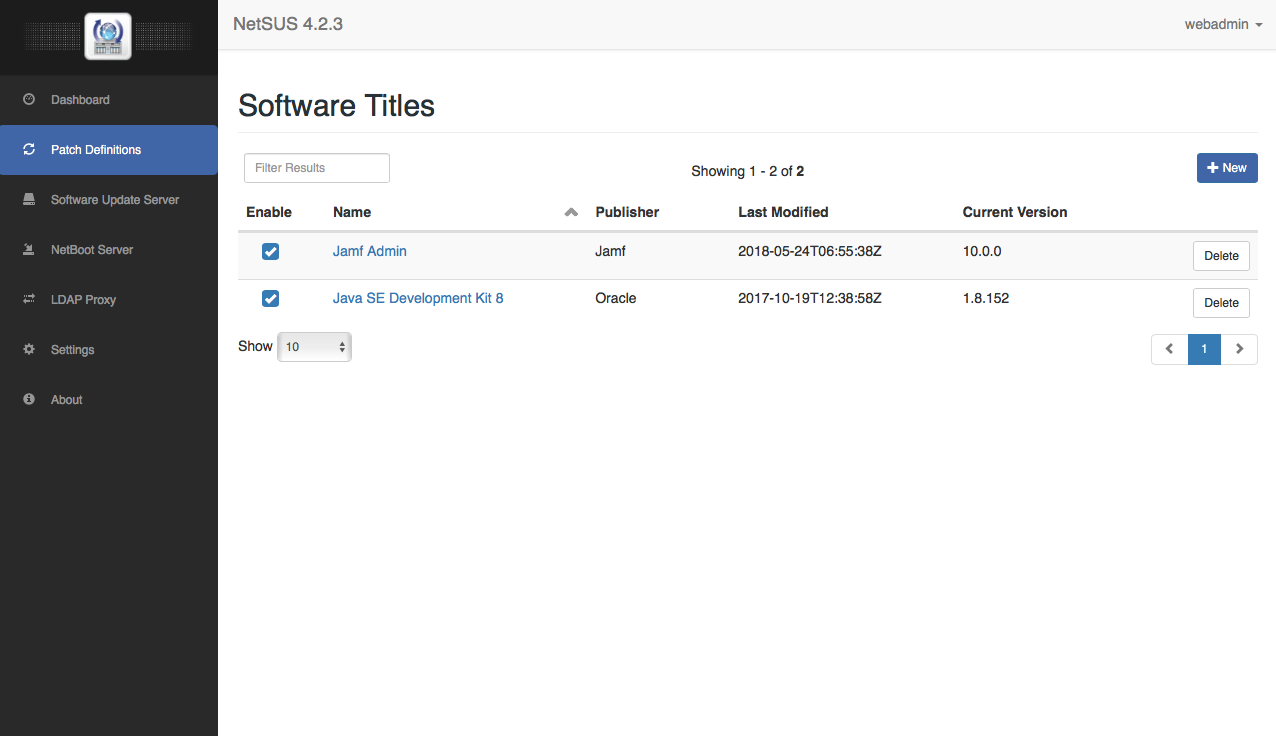 NetSUS 4.2.3
webadmin
Dashboard
Patch Definitions
Software Update Server
NetBoot Server
LDAP Proxy
Settings
About
Software Titles
Filter Results
Showing 1 - 2 of 2
New
Enable Name Publisher Last Modified Current Version
Jamf Admin Jamf 2018-05-24T06:55:38Z 10.0.0 Delete
Java SE Development Kit 8 Oracle 2017-10-19T12:38:58Z 1.8.152 Delete
Show 10
1